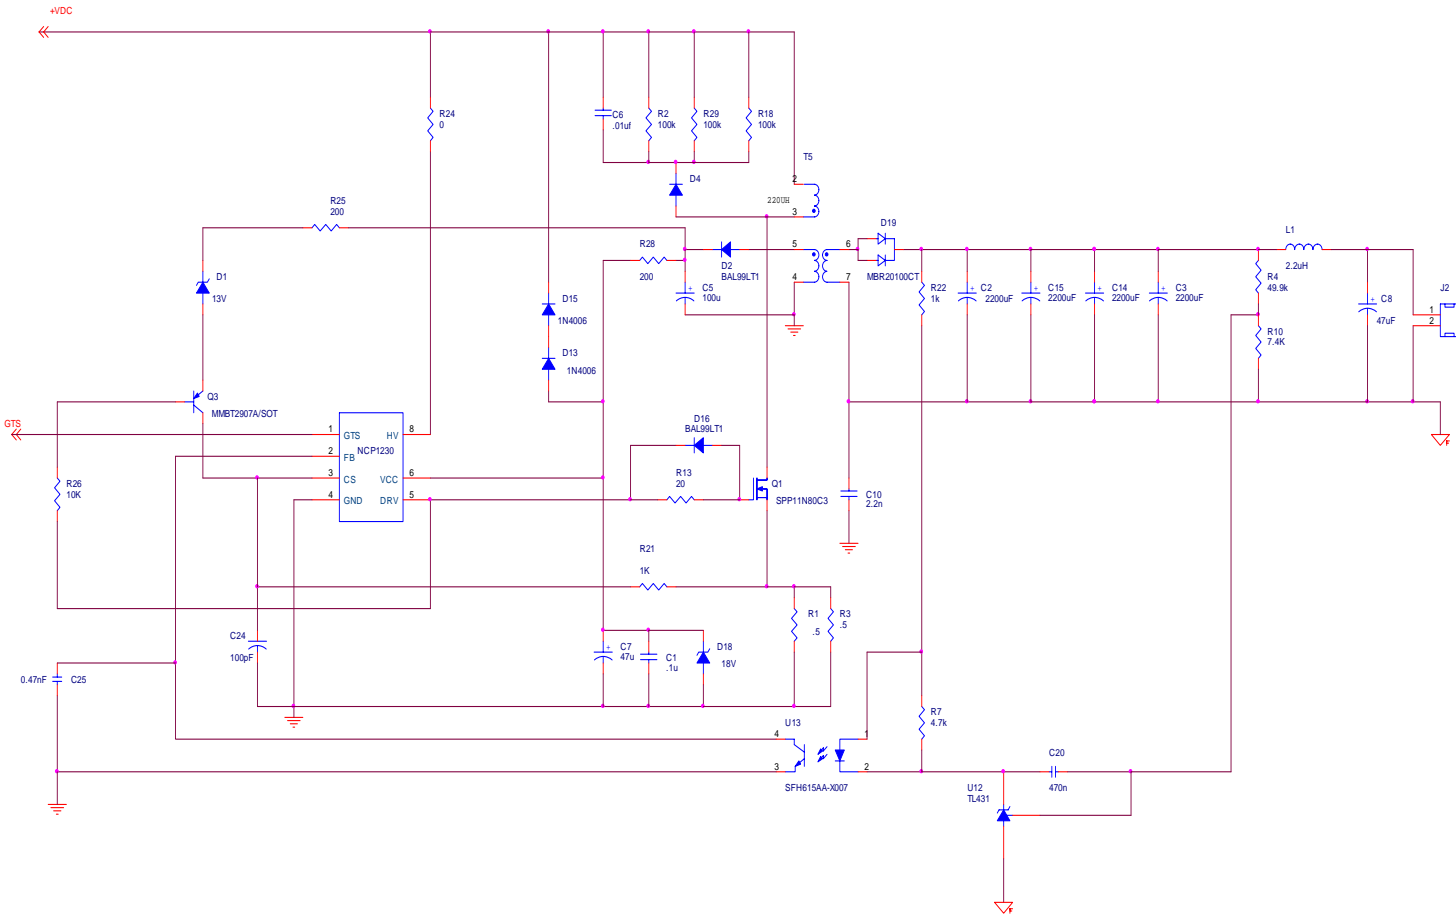 +VDC
R24
0
C6
.01uf
R2
100k
R29
100k
R18
100k
T5
2
220UH
3
D4
R25
200
D1
13V
R28
200
D2
BAL99LT1
C5
100u
5
4
6
7
D19
MBR20100CT
L1
2.2uH
R22
1k
C2
2200uF
C15
2200uF
C14
2200uF
C3
2200uF
R4
49.9k
R10
7.4K
C8
47uF
J2
1
2
D15
1N4006
D13
1N4006
Q3
MMBT2907A/SOT
GTS
R26
10K
1
2
3
4
GTS
FB
CS
GND
NCP1230
HV
VCC
DRV
8
6
5
D16
BAL99LT1
R13
20
Q1
SPP11N80C3
C10
2.2n
F
R21
1K
R1
.5
R3
.5
C24
100pF
C7
47u
C1
.1u
D18
18V
0.47nF
C25
U13
4
3
1
2
SFH615AA-X007
R7
4.7k
C20
470n
U12
TL431
F